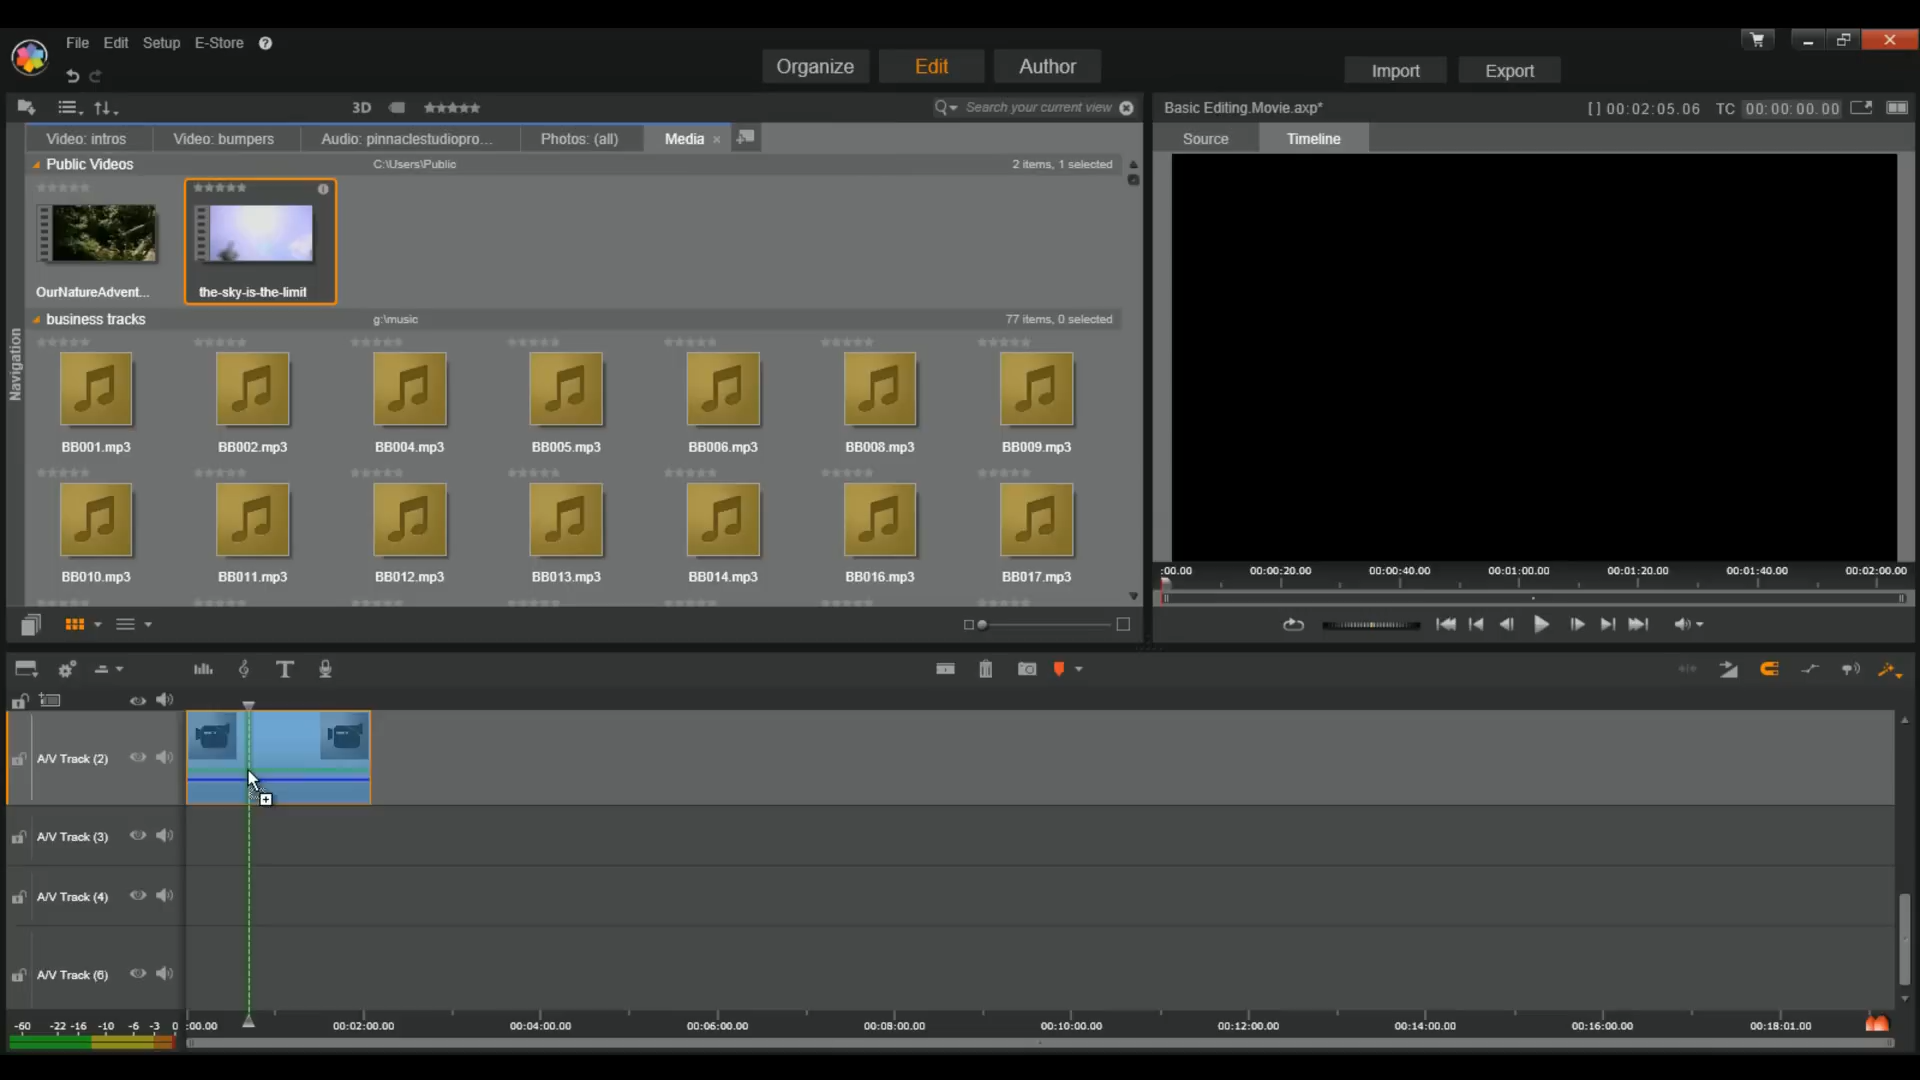 File Edit Setup E-Store ?
Organize Edit Author
Import Export
3D
Search your current view
Basic Editing.Movie.axp*
[ ] 00:02:05.06 TC 00:00:00.00
Video: intros Video: bumpers Audio: pinnaclestudiopro... Photos: (all) Media
Source Timeline
Public Videos C:\Users\Public 2 items, 1 selected
OurNatureAdvent... the-sky-is-the-limit
business tracks g:\music 77 items, 0 selected
Navigation
BB001.mp3 BB002.mp3 BB004.mp3 BB005.mp3 BB006.mp3 BB008.mp3 BB009.mp3
BB010.mp3 BB011.mp3 BB012.mp3 BB013.mp3 BB014.mp3 BB016.mp3 BB017.mp3
:00.00 00:00:20.00 00:00:40.00 00:01:00.00 00:01:20.00 00:01:40.00 00:02:00.00
A/V Track (2)
A/V Track (3)
A/V Track (4)
A/V Track (6)
-60 -22 -16 -10 -6 -3 0
:00.00 00:02:00.00 00:04:00.00 00:06:00.00 00:08:00.00 00:10:00.00 00:12:00.00 00:14:00.00 00:16:00.00 00:18:01.00